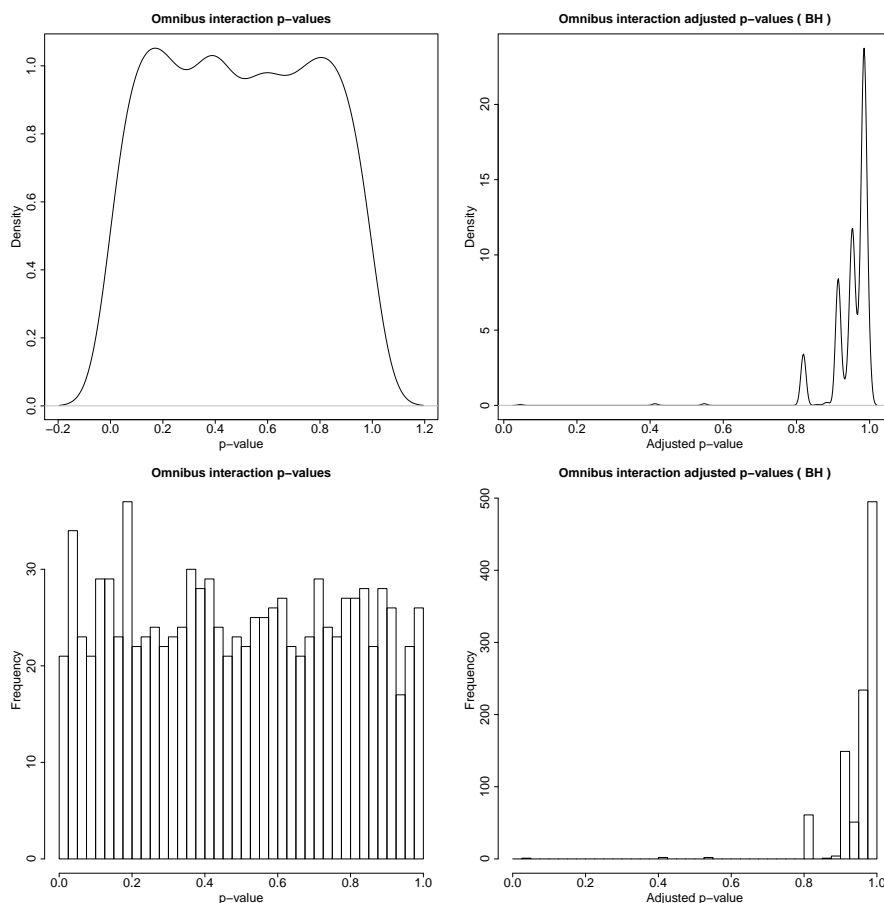 Omnibus interaction p−values
Density
0.0 0.2 0.4 0.6 0.8 1.0
−0.2 0.0 0.2 0.4 0.6 0.8 1.0 1.2
p−value
Omnibus interaction adjusted p−values ( BH )
Density
0 5 10 15 20
0.0 0.2 0.4 0.6 0.8 1.0
Adjusted p−value
Omnibus interaction p−values
Frequency
0 10 20 30
0.0 0.2 0.4 0.6 0.8 1.0
p−value
Omnibus interaction adjusted p−values ( BH )
Frequency
0 100 200 300 400 500
0.0 0.2 0.4 0.6 0.8 1.0
Adjusted p−value